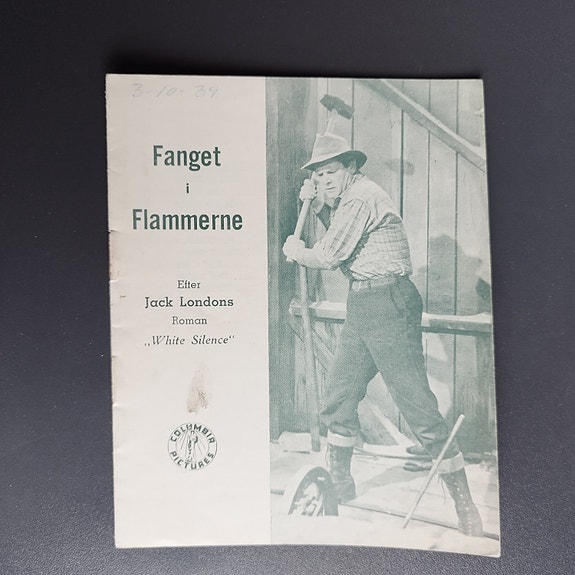 3-10-39
Fanget
i
Flammerne
Efter
Jack Londons
Roman
„White Silence“
COLUMBIA
PICTURES